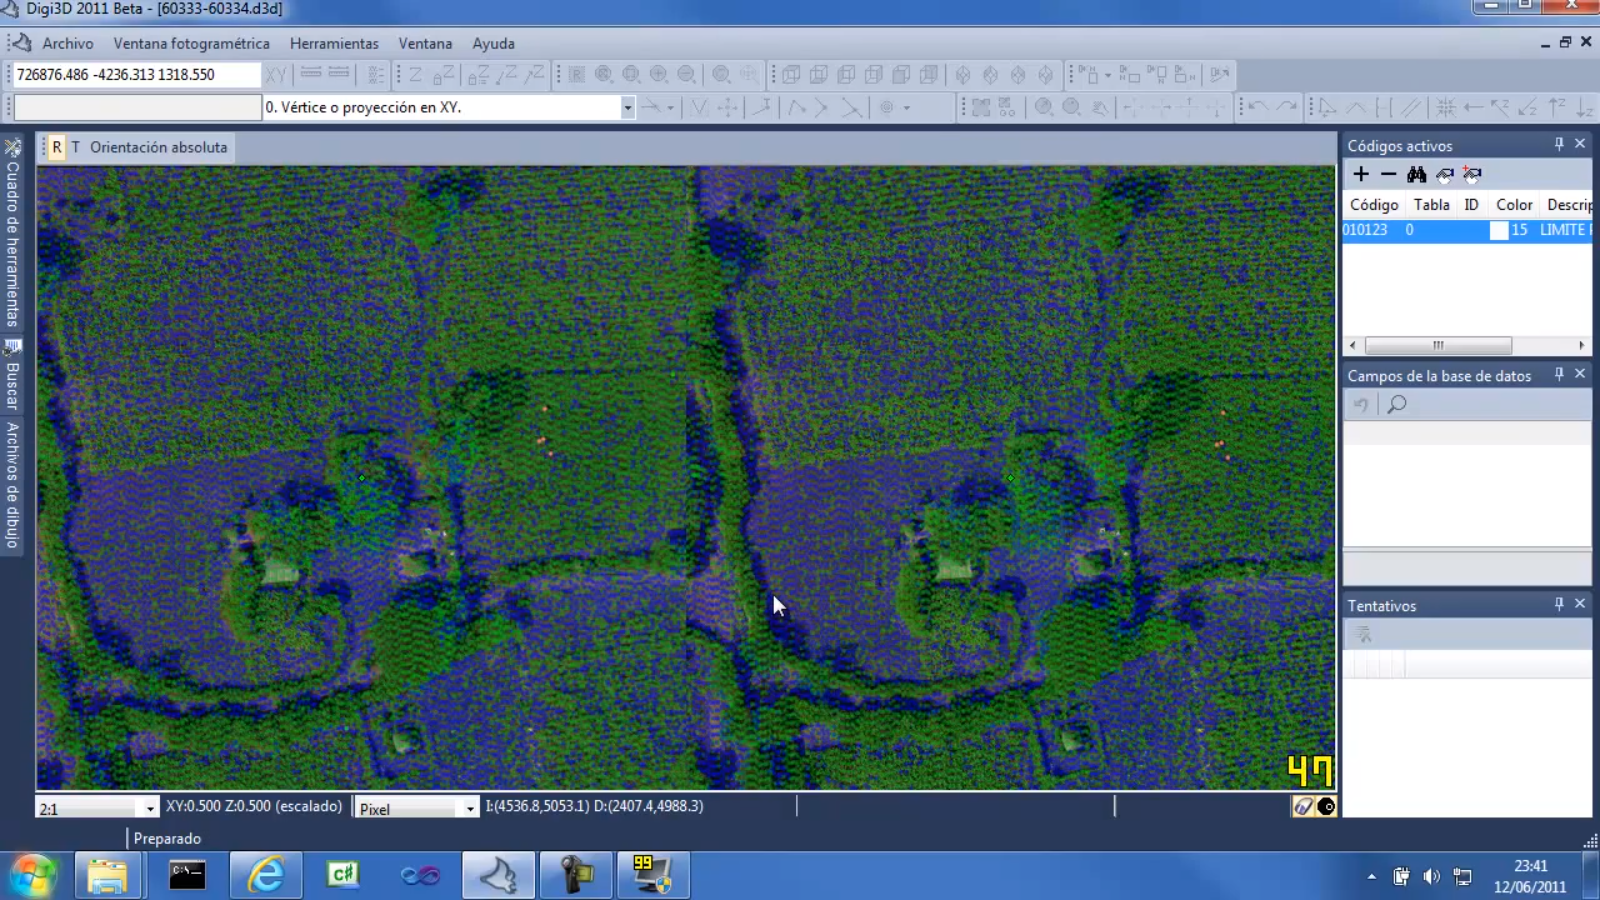 Digi3D 2011 Beta - [60333-60334.d3d]
Archivo Ventana fotogramétrica Herramientas Ventana Ayuda
726876.486 -4236.313 1318.550 XY
0. Vértice o proyección en XY.
R T Orientación absoluta
Cuadro de herramientas
Buscar
Archivos de dibujo
Códigos activos
Código Tabla ID Color Descrip
010123 0 15 LIMITE
Campos de la base de datos
Tentativos
47
2:1 XY:0.500 Z:0.500 (escalado) Pixel I:(4536.8,5053.1) D:(2407.4,4988.3)
Preparado
C:\
C#
99
23:41
12/06/2011